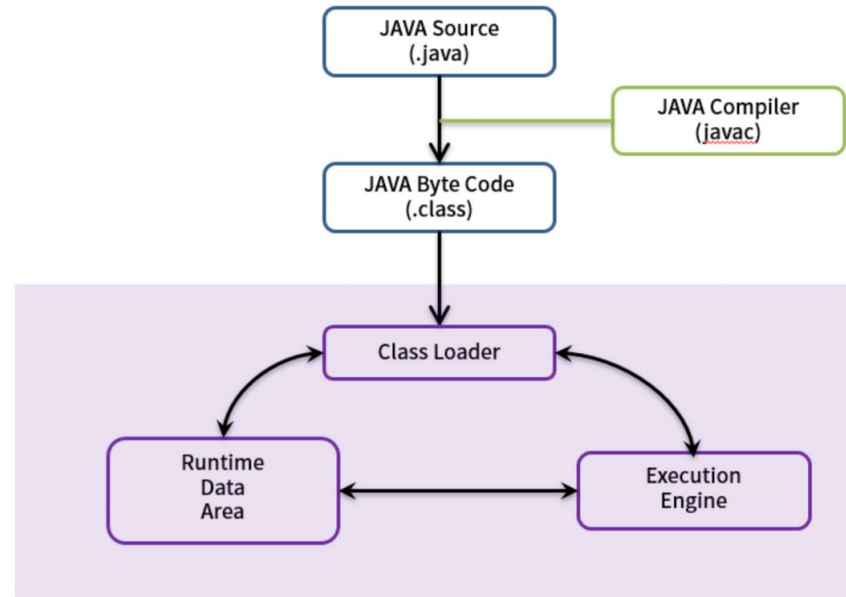 JAVA Source
(.java)
JAVA Compiler
(javac)
JAVA Byte Code
(.class)
Class Loader
Runtime
Data
Area
Execution
Engine